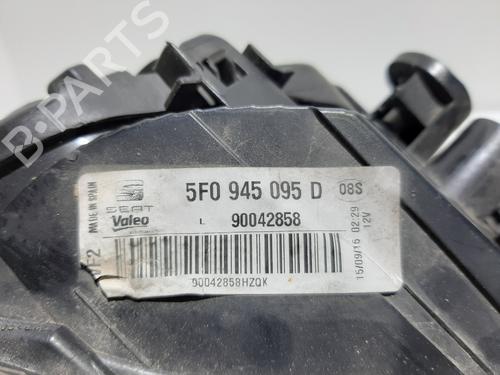 B-PARTS
MADE IN SPAIN
SEAT
Valeo
5F0 945 095 D
08S
L
90042858
90042858HZQK
15/09/16 02:29
12V